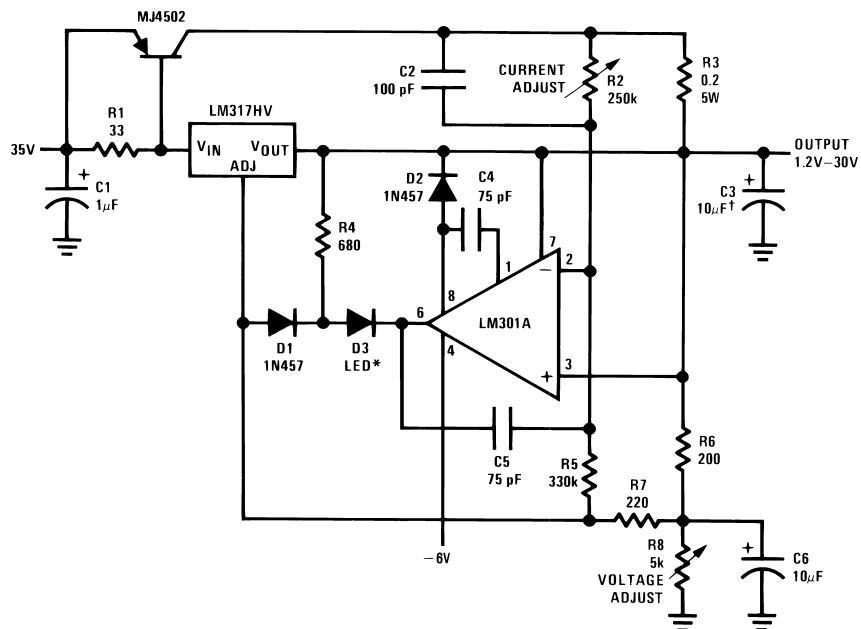 MJ4502
C2
100 pF
CURRENT
ADJUST
R2
250k
R3
0.2
5W
R1
33
LM317HV
35V
VIN
VOUT
ADJ
OUTPUT
1.2V–30V
+
C1
1μF
D2
1N457
C4
75 pF
+
C3
10μF†
R4
680
7
1
2
–
8
6
LM301A
4
D1
1N457
D3
LED*
3
+
C5
75 pF
R5
330k
R6
200
R7
220
–6V
R8
5k
VOLTAGE
ADJUST
+
C6
10μF